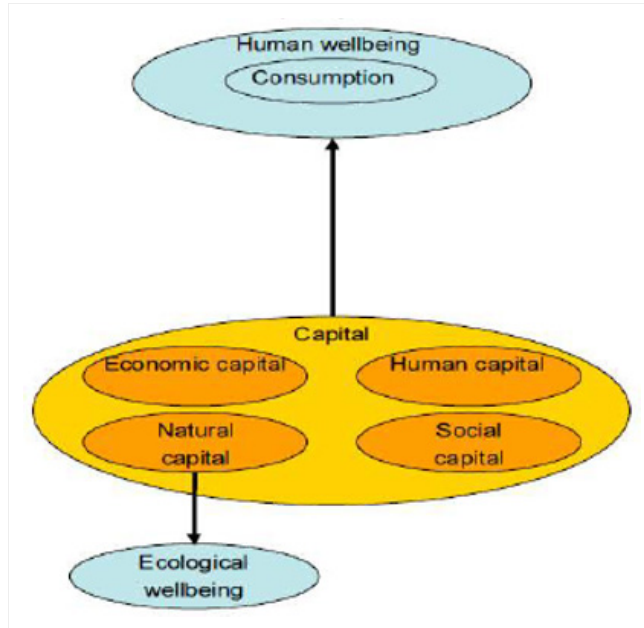 Human wellbeing
Consumption
Capital
Economic capital
Human capital
Natural
capital
Social
capital
Ecological
wellbeing